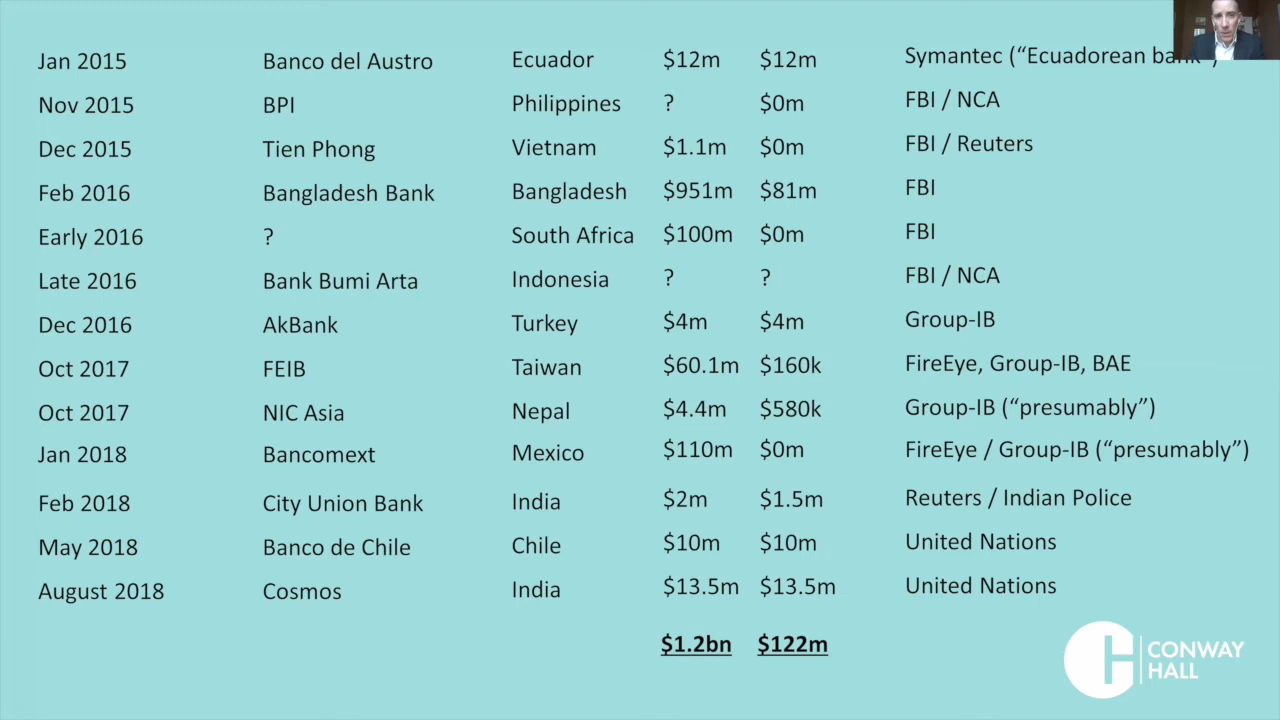 Jan 2015 Banco del Austro Ecuador $12m $12m Symantec (“Ecuadorean bank”)
Nov 2015 BPI Philippines ? $0m FBI / NCA
Dec 2015 Tien Phong Vietnam $1.1m $0m FBI / Reuters
Feb 2016 Bangladesh Bank Bangladesh $951m $81m FBI
Early 2016 ? South Africa $100m $0m FBI
Late 2016 Bank Bumi Arta Indonesia ? ? FBI / NCA
Dec 2016 AkBank Turkey $4m $4m Group-IB
Oct 2017 FEIB Taiwan $60.1m $160k FireEye, Group-IB, BAE
Oct 2017 NIC Asia Nepal $4.4m $580k Group-IB (“presumably”)
Jan 2018 Bancomext Mexico $110m $0m FireEye / Group-IB (“presumably”)
Feb 2018 City Union Bank India $2m $1.5m Reuters / Indian Police
May 2018 Banco de Chile Chile $10m $10m United Nations
August 2018 Cosmos India $13.5m $13.5m United Nations
$1.2bn $122m
CONWAY
HALL